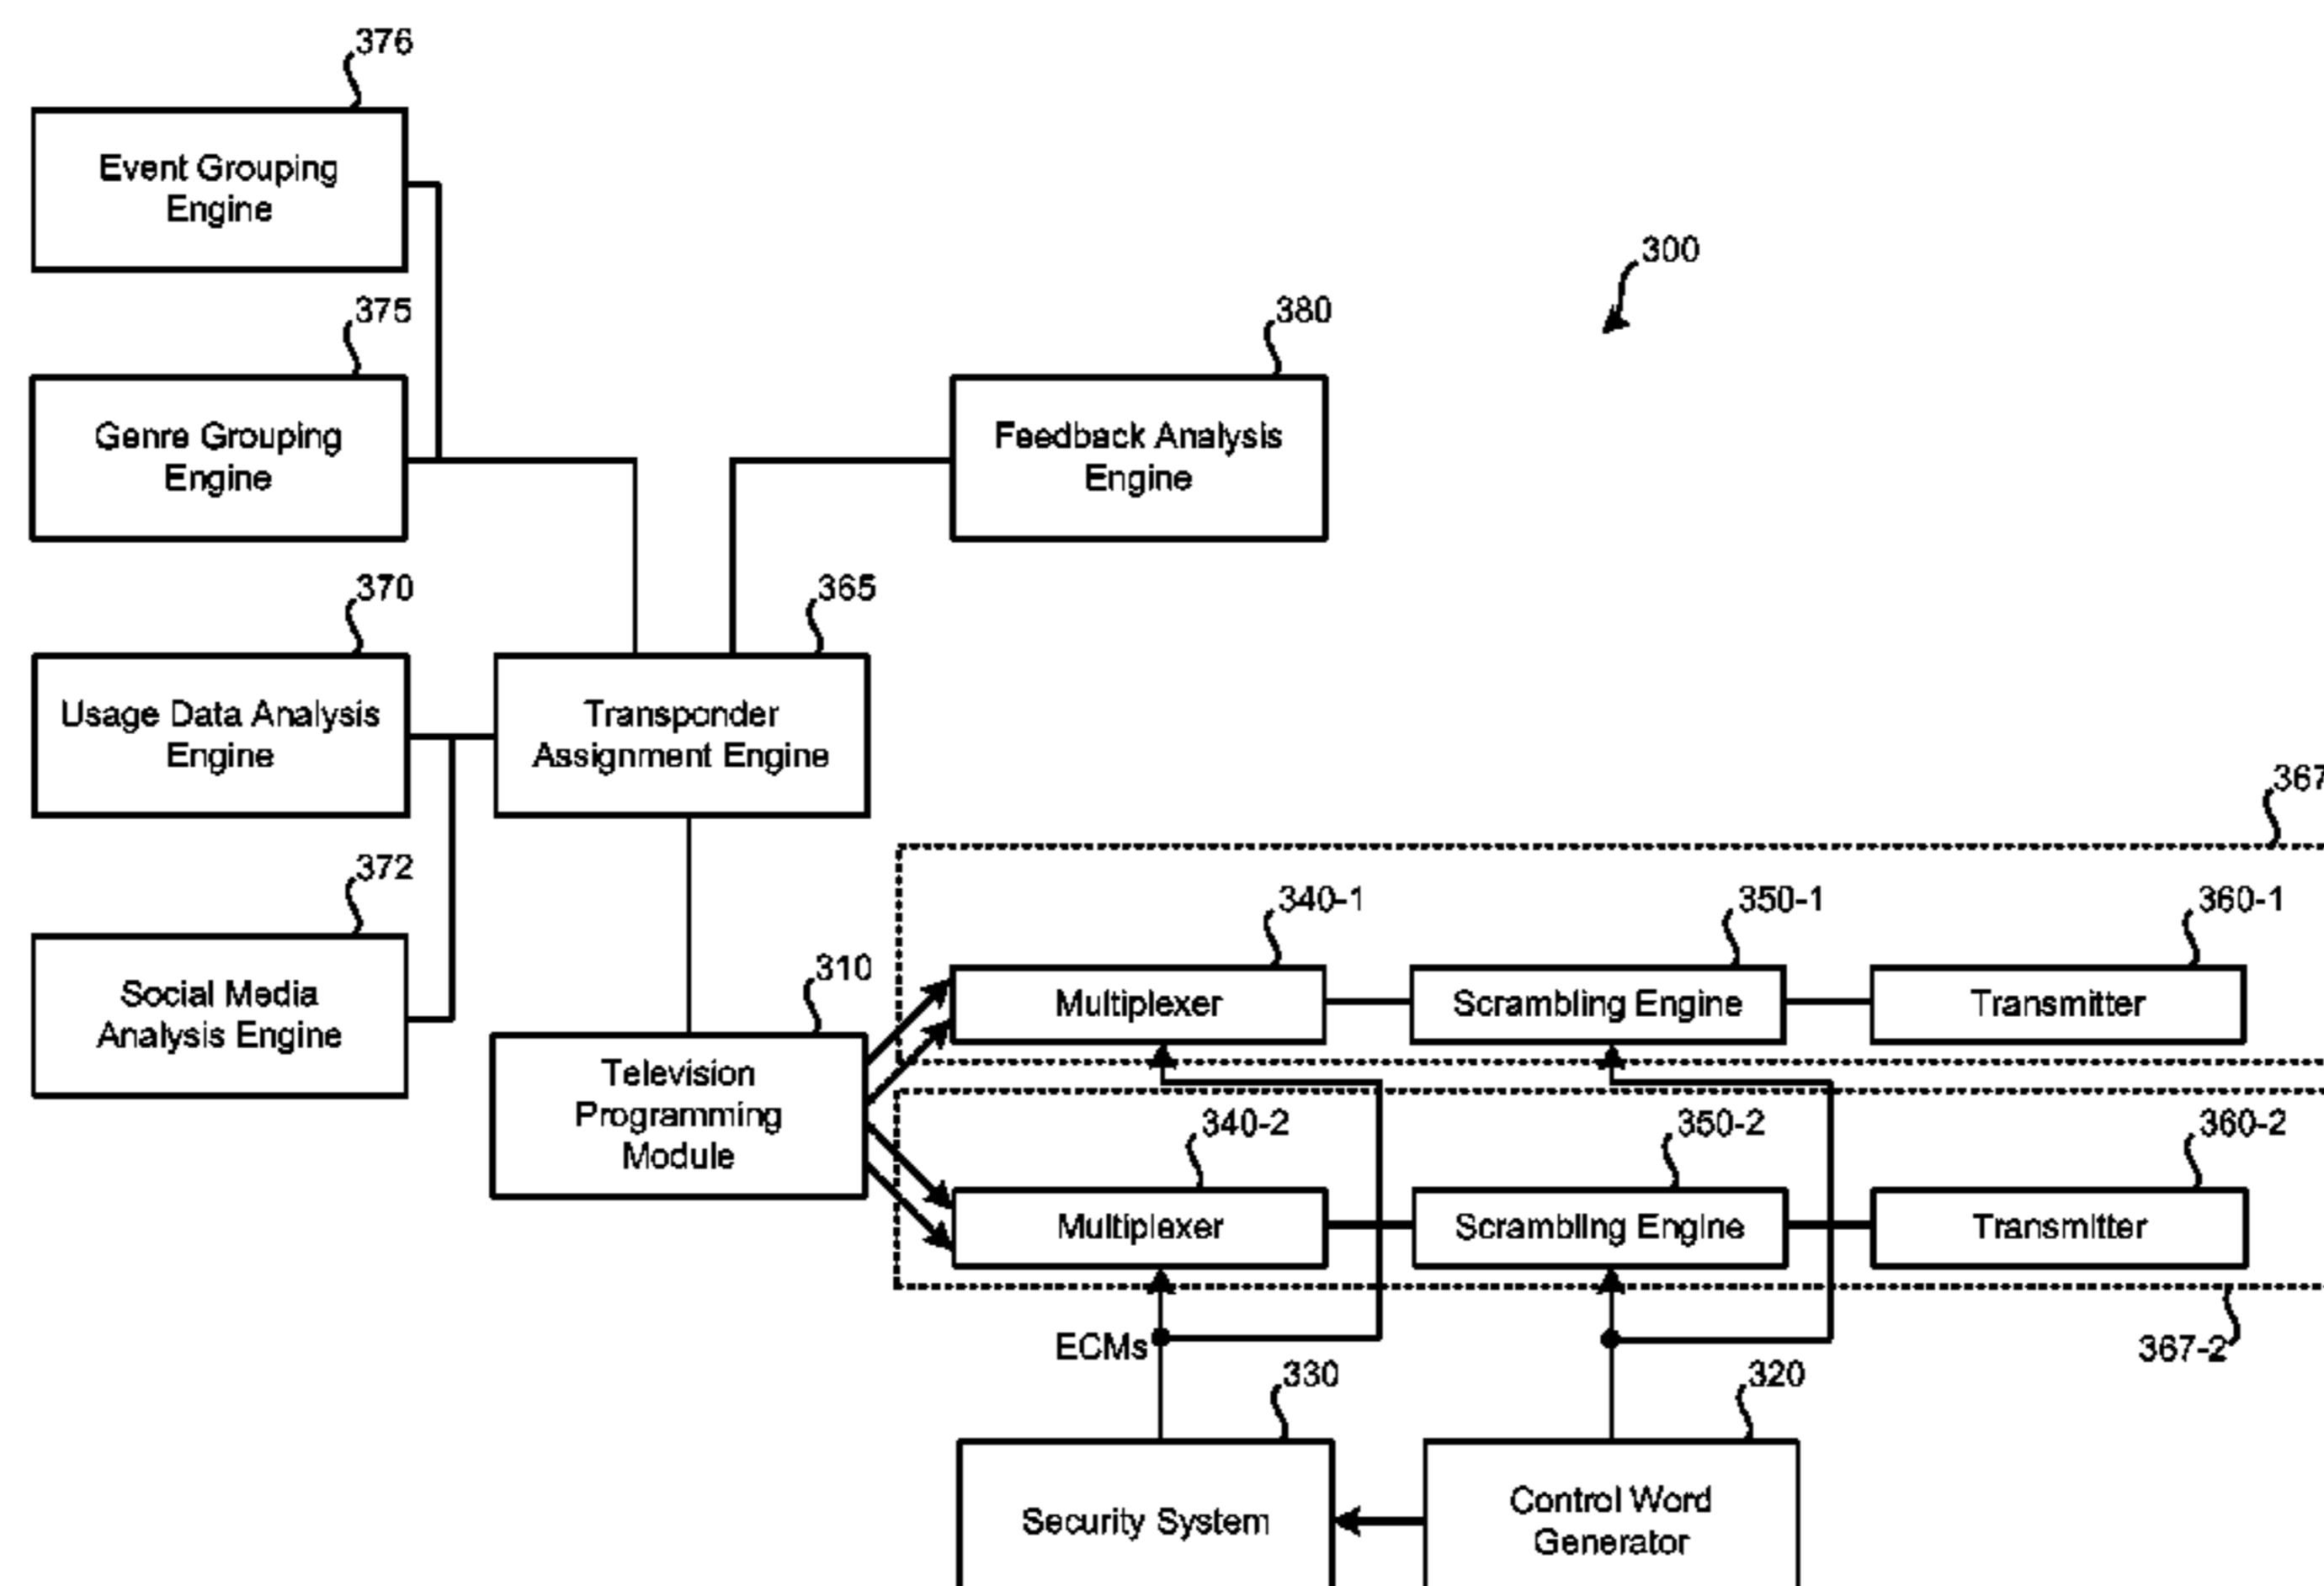 376
Event Grouping
Engine
300
375
380
Genre Grouping
Engine
Feedback Analysis
Engine
370
365
Usage Data Analysis
Engine
Transponder
Assignment Engine
367
372
340-1
350-1
360-1
Social Media
Analysis Engine
310
Multiplexer
Scrambling Engine
Transmitter
Television
Programming
Module
340-2
350-2
360-2
Multiplexer
Scrambling Engine
Transmitter
ECMs
367-2
330
320
Security System
Control Word
Generator